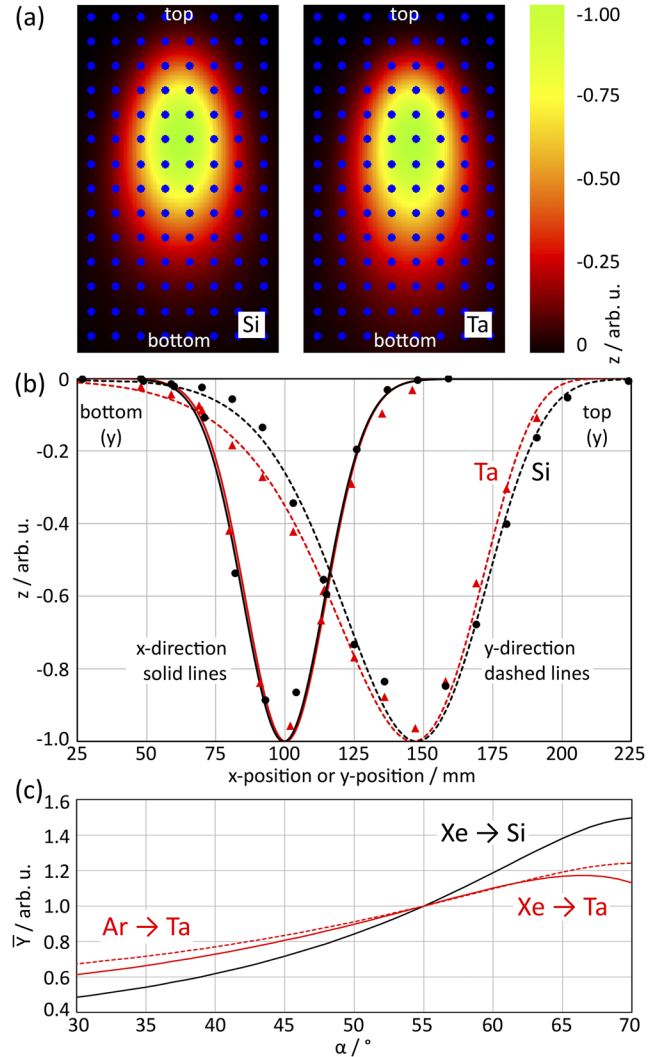 (a)
top
top
-1.00
-0.75
-0.50
-0.25
0
z / arb. u.
Si
Ta
bottom
bottom
(b)
0
-0.2
-0.4
-0.6
-0.8
-1.0
z / arb. u.
bottom
(y)
top
(y)
Ta
Si
x-direction
solid lines
y-direction
dashed lines
25
50
75
100
125
150
175
200
225
x-position or y-position / mm
(c)
1.6
1.4
1.2
1.0
0.8
0.6
0.4
Y̅ / arb. u.
Xe → Si
Ar → Ta
Xe → Ta
30
35
40
45
50
55
60
65
70
α / °